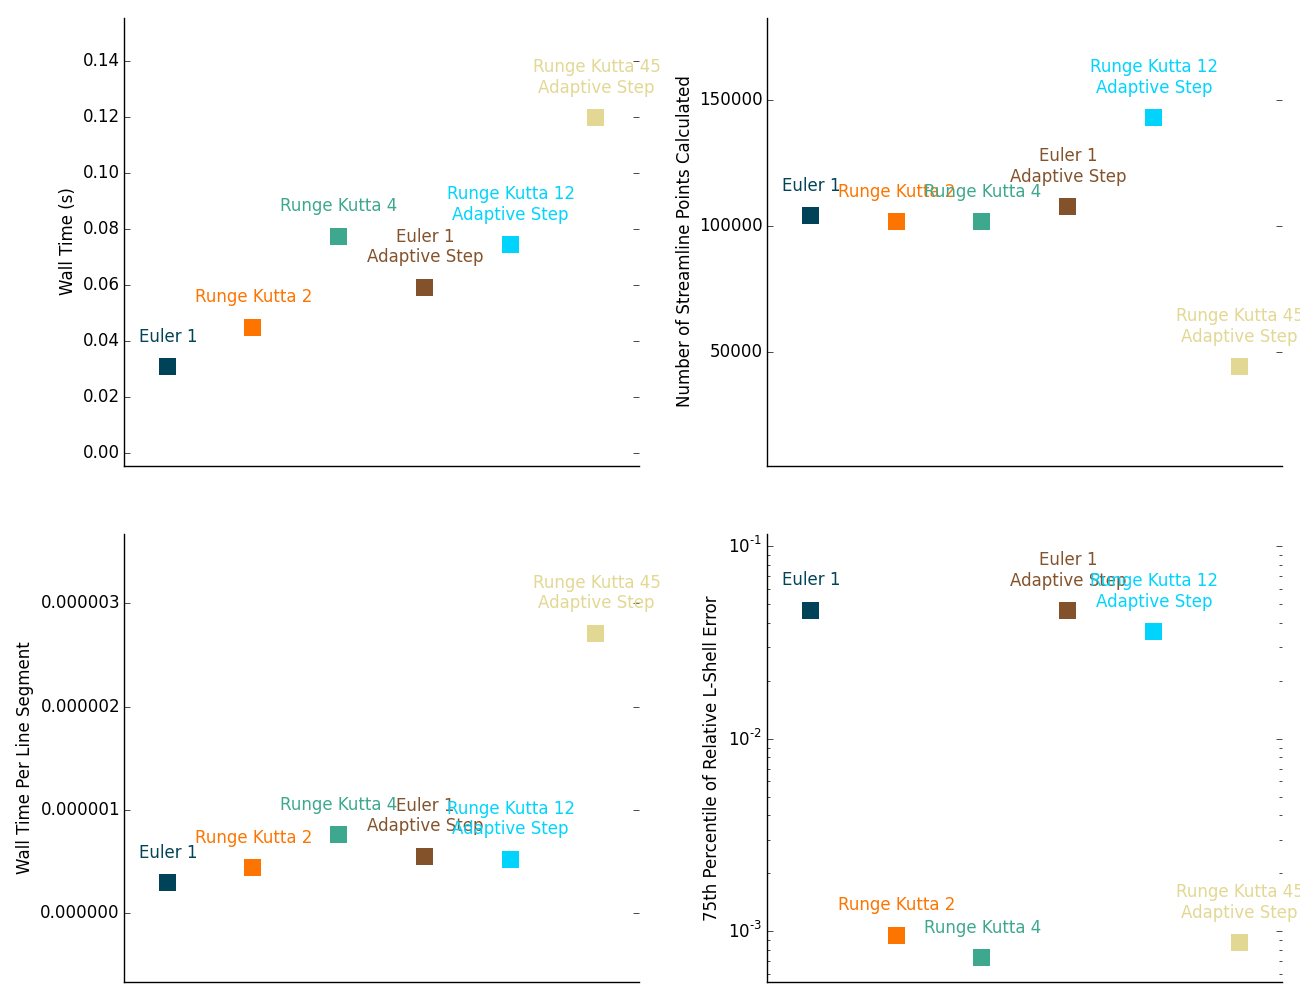 0.14
0.12
0.10
0.08
0.06
0.04
0.02
0.00
Wall Time (s)
Euler 1
Runge Kutta 2
Runge Kutta 4
Euler 1
Adaptive Step
Runge Kutta 12
Adaptive Step
Runge Kutta 45
Adaptive Step
150000
100000
50000
Number of Streamline Points Calculated
Euler 1
Runge Kutta 2
Runge Kutta 4
Euler 1
Adaptive Step
Runge Kutta 12
Adaptive Step
Runge Kutta 45
Adaptive Step
0.000003
0.000002
0.000001
0.000000
Wall Time Per Line Segment
Euler 1
Runge Kutta 2
Runge Kutta 4
Euler 1
Adaptive Step
Runge Kutta 12
Adaptive Step
Runge Kutta 45
Adaptive Step
10^-1
10^-2
10^-3
75th Percentile of Relative L-Shell Error
Euler 1
Runge Kutta 2
Runge Kutta 4
Euler 1
Adaptive Step
Runge Kutta 12
Adaptive Step
Runge Kutta 45
Adaptive Step